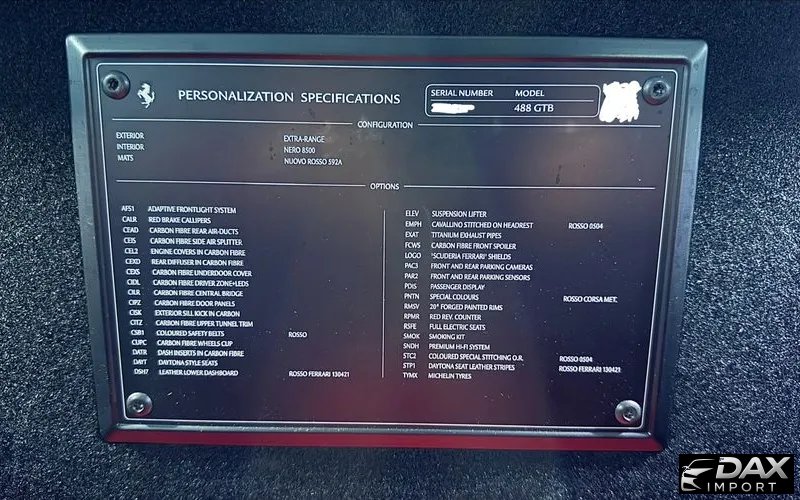 PERSONALIZATION SPECIFICATIONS
SERIAL NUMBER MODEL
488 GTB
CONFIGURATION
EXTERIOR EXTRA-RANGE
INTERIOR NERO 8500
MATS NUOVO ROSSO 592A
OPTIONS
AFS1 ADAPTIVE FRONTLIGHT SYSTEM
CALR RED BRAKE CALLIPERS
CEAD CARBON FIBRE REAR AIR-DUCTS
CEIS CARBON FIBRE SIDE AIR SPLITTER
CEL2 ENGINE COVERS IN CARBON FIBRE
CEXD REAR DIFFUSER IN CARBON FIBRE
CEXS CARBON FIBRE UNDERDOOR COVER
CIDL CARBON FIBRE DRIVER ZONE+LEDS
CILR CARBON FIBRE CENTRAL BRIDGE
CIPZ CARBON FIBRE DOOR PANELS
CISK EXTERIOR SILL KICK IN CARBON
CITZ CARBON FIBRE UPPER TUNNEL TRIM
CSB1 COLOURED SAFETY BELTS ROSSO
CUPC CARBON FIBRE WHEELS CUP
DATR DASH INSERTS IN CARBON FIBRE
DAYT DAYTONA STYLE SEATS
DSH7 LEATHER LOWER DASHBOARD ROSSO FERRARI 130421
ELEV SUSPENSION LIFTER
EMPH CAVALLINO STITCHED ON HEADREST ROSSO 0504
EXAT TITANIUM EXHAUST PIPES
FCWS CARBON FIBRE FRONT SPOILER
LOGO "SCUDERIA FERRARI" SHIELDS
PAC3 FRONT AND REAR PARKING CAMERAS
PAR2 FRONT AND REAR PARKING SENSORS
PDIS PASSENGER DISPLAY
PNTN SPECIAL COLOURS ROSSO CORSA MET.
RMSV 20" FORGED PAINTED RIMS
RPMR RED REV. COUNTER
RSFE FULL ELECTRIC SEATS
SMOK SMOKING KIT
SNDH PREMIUM HI-FI SYSTEM
STC2 COLOURED SPECIAL STITCHING O.R. ROSSO 0504
STP1 DAYTONA SEAT LEATHER STRIPES ROSSO FERRARI 130421
TYMX MICHELIN TYRES
DAX
IMPORT